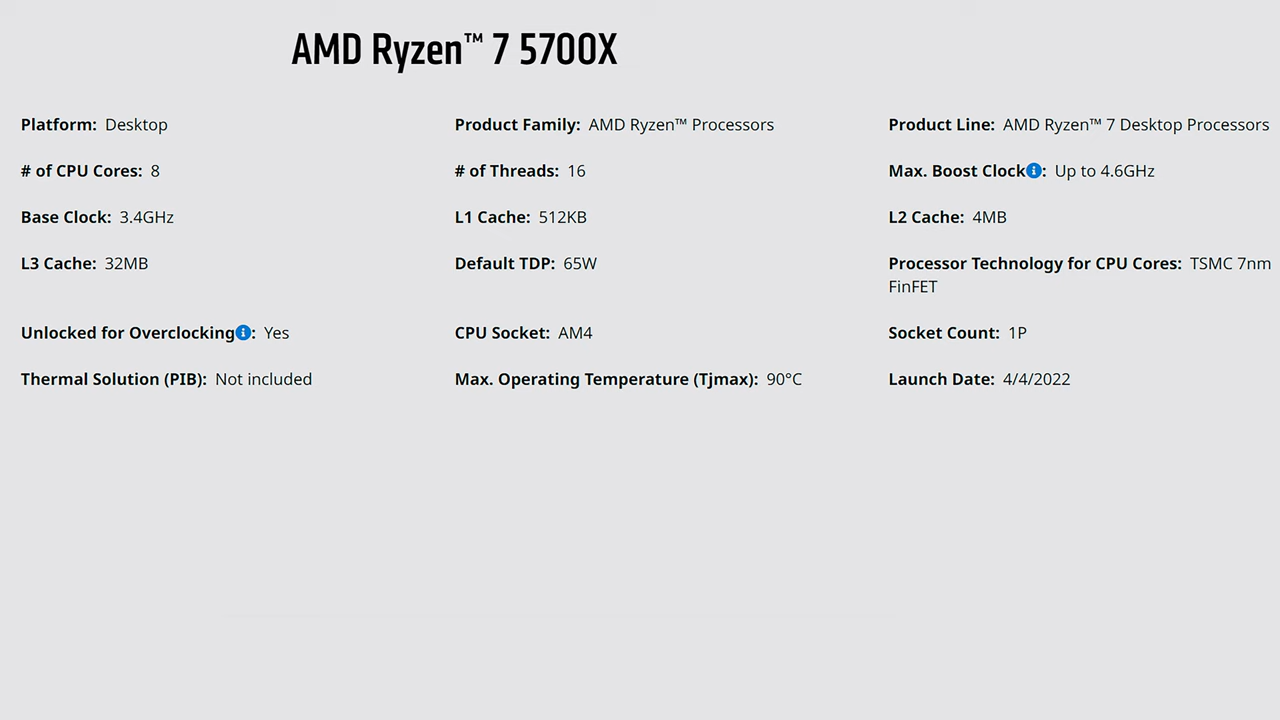 AMD Ryzen™ 7 5700X
Platform: Desktop
Product Family: AMD Ryzen™ Processors
Product Line: AMD Ryzen™ 7 Desktop Processors
# of CPU Cores: 8
# of Threads: 16
Max. Boost Clock: Up to 4.6GHz
Base Clock: 3.4GHz
L1 Cache: 512KB
L2 Cache: 4MB
L3 Cache: 32MB
Default TDP: 65W
Processor Technology for CPU Cores: TSMC 7nm
FinFET
Unlocked for Overclocking: Yes
CPU Socket: AM4
Socket Count: 1P
Thermal Solution (PIB): Not included
Max. Operating Temperature (Tjmax): 90°C
Launch Date: 4/4/2022